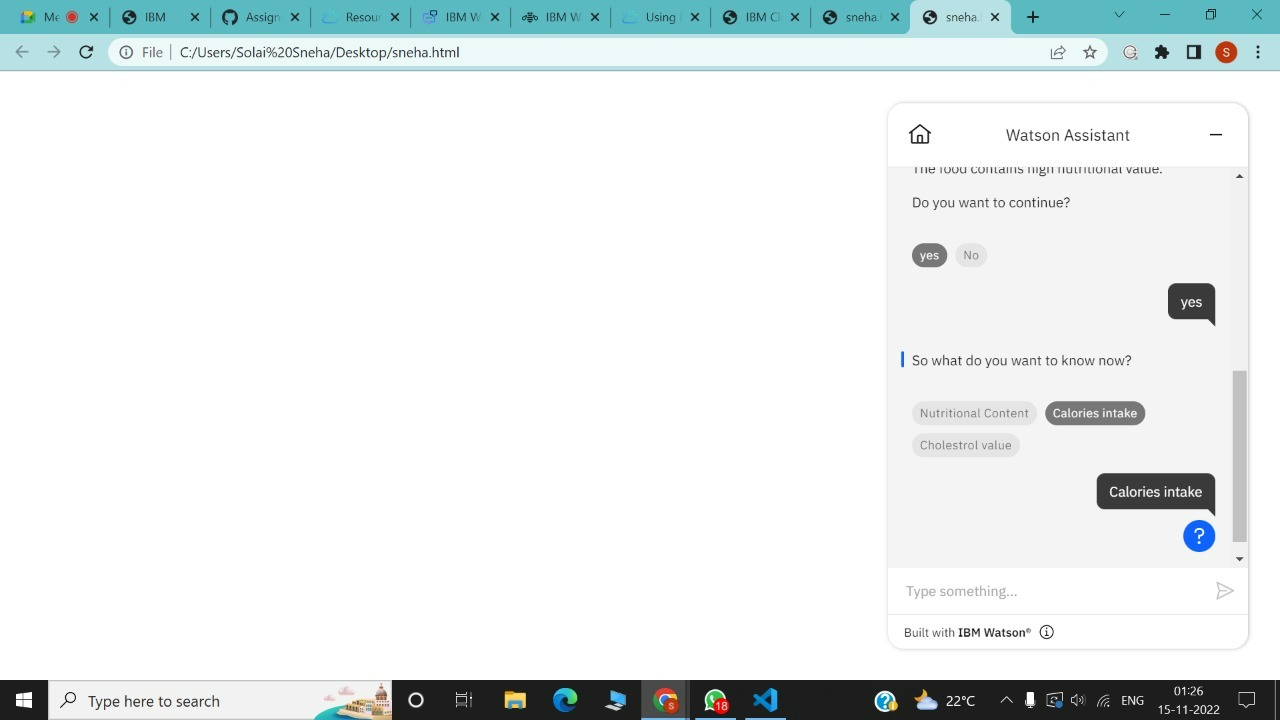 Me
IBM
Assign
Resour
IBM W
IBM W
Using I
IBM Cl
sneha.l
sneha.l
File
C:/Users/Solai%20Sneha/Desktop/sneha.html
S
Watson Assistant
The food contains high nutritional value.
Do you want to continue?
yes No
yes
So what do you want to know now?
Nutritional Content Calories intake
Cholestrol value
Calories intake
?
Type something...
Built with IBM Watson®
Type here to search
S
18
22°C
ENG
01:26
15-11-2022